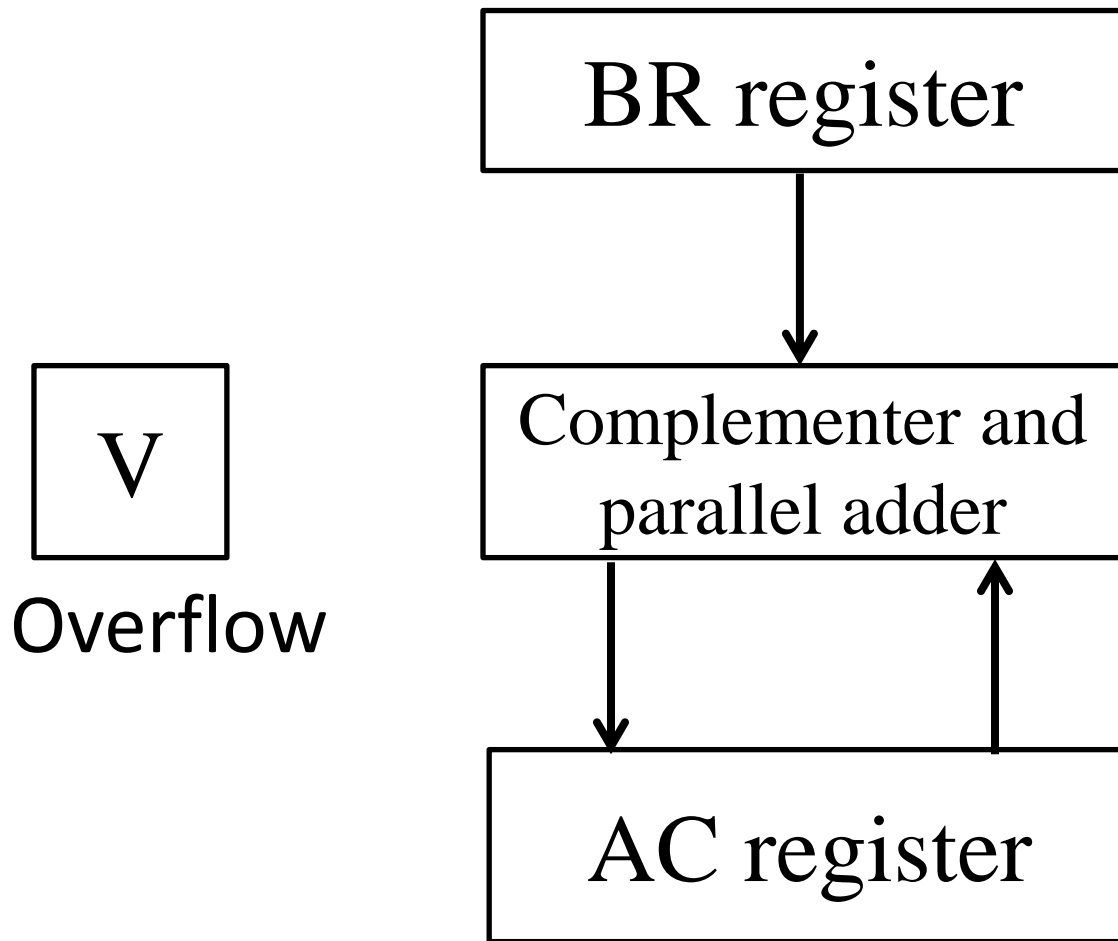 BR register
V
Complementer and
parallel adder
Overflow
AC register